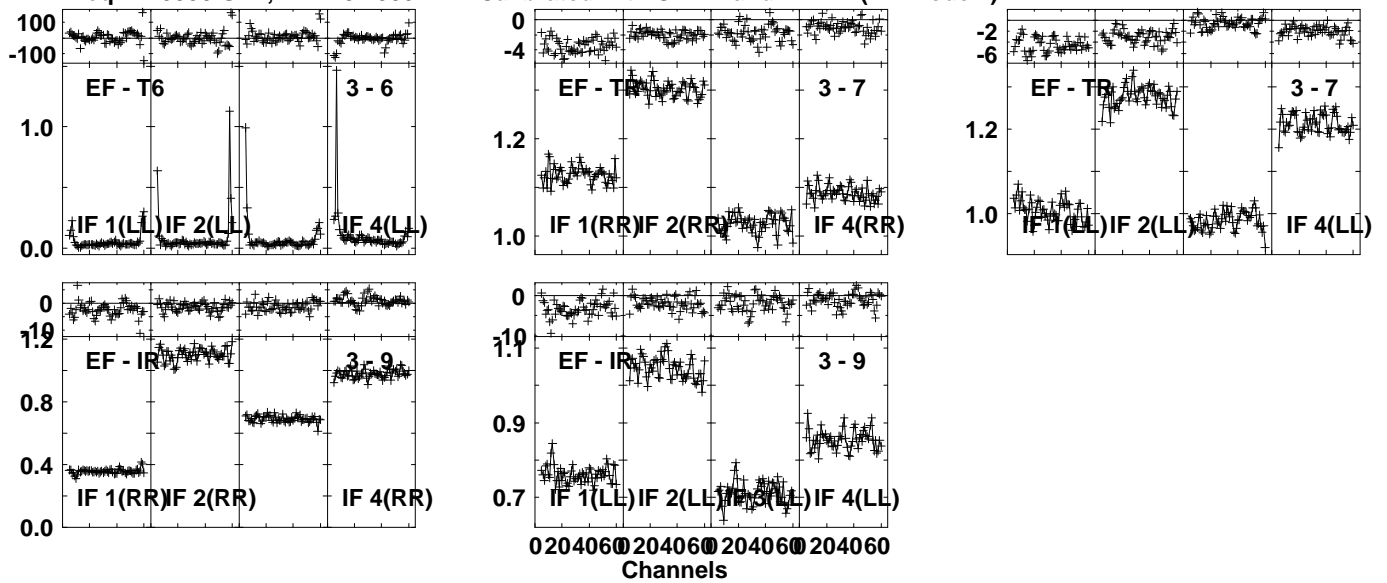 100
0
-100
EF - T6
3 - 6
1.0
0.0
IF 1(LL)
IF 2(LL)
IF 4(LL)
0
-4
EF - TR
3 - 7
1.2
1.0
IF 1(RR)
IF 2(RR)
IF 4(RR)
-2
-6
EF - TR
3 - 7
1.2
1.0
IF 1(LL)
IF 2(LL)
IF 4(LL)
0
-10
1.2
EF - IR
3 - 9
0.8
0.4
0.0
IF 1(RR)
IF 2(RR)
IF 4(RR)
0
-10
1.1
EF - IR
3 - 9
0.9
0.7
IF 1(LL)
IF 2(LL)
IF 3(LL)
IF 4(LL)
0 20 40 60 0 20 40 60 0 20 40 60 0 20 40 60
Channels